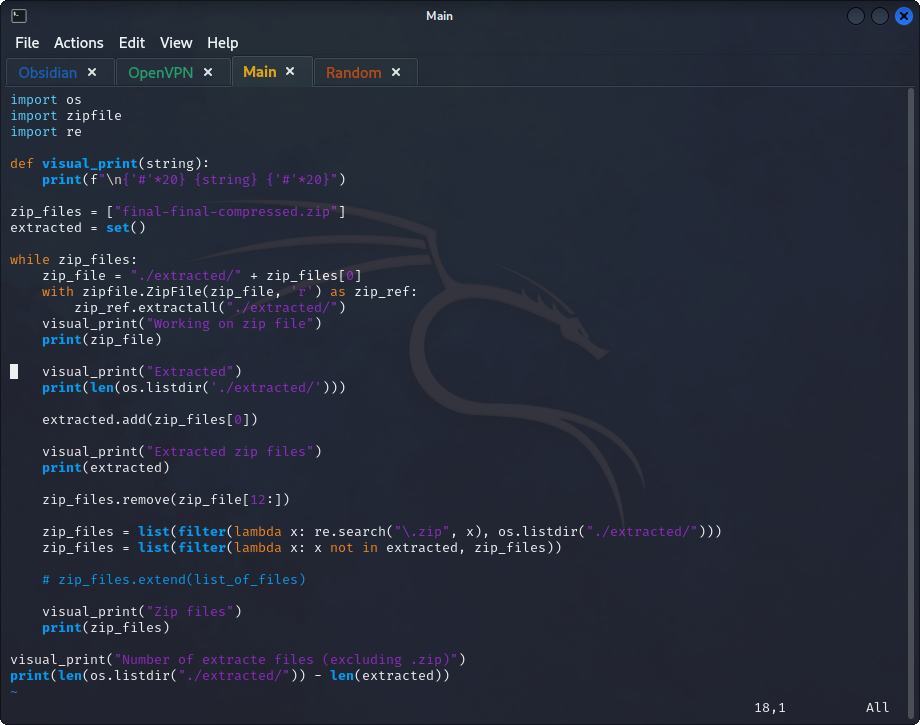 Main
File Actions Edit View Help
Obsidian × OpenVPN × Main × Random ×
import os
import zipfile
import re

def visual_print(string):
    print(f"\n{'#'*20} {string} {'#'*20}")

zip_files = ["final-final-compressed.zip"]
extracted = set()

while zip_files:
    zip_file = "./extracted/" + zip_files[0]
    with zipfile.ZipFile(zip_file, 'r') as zip_ref:
        zip_ref.extractall("./extracted/")
    visual_print("Working on zip file")
    print(zip_file)

    visual_print("Extracted")
    print(len(os.listdir('./extracted/')))

    extracted.add(zip_files[0])

    visual_print("Extracted zip files")
    print(extracted)

    zip_files.remove(zip_file[12:])

    zip_files = list(filter(lambda x: re.search("\.zip", x), os.listdir("./extracted/")))
    zip_files = list(filter(lambda x: x not in extracted, zip_files))

    # zip_files.extend(list_of_files)

    visual_print("Zip files")
    print(zip_files)

visual_print("Number of extracte files (excluding .zip)")
print(len(os.listdir("./extracted/")) - len(extracted))
~
18,1 All